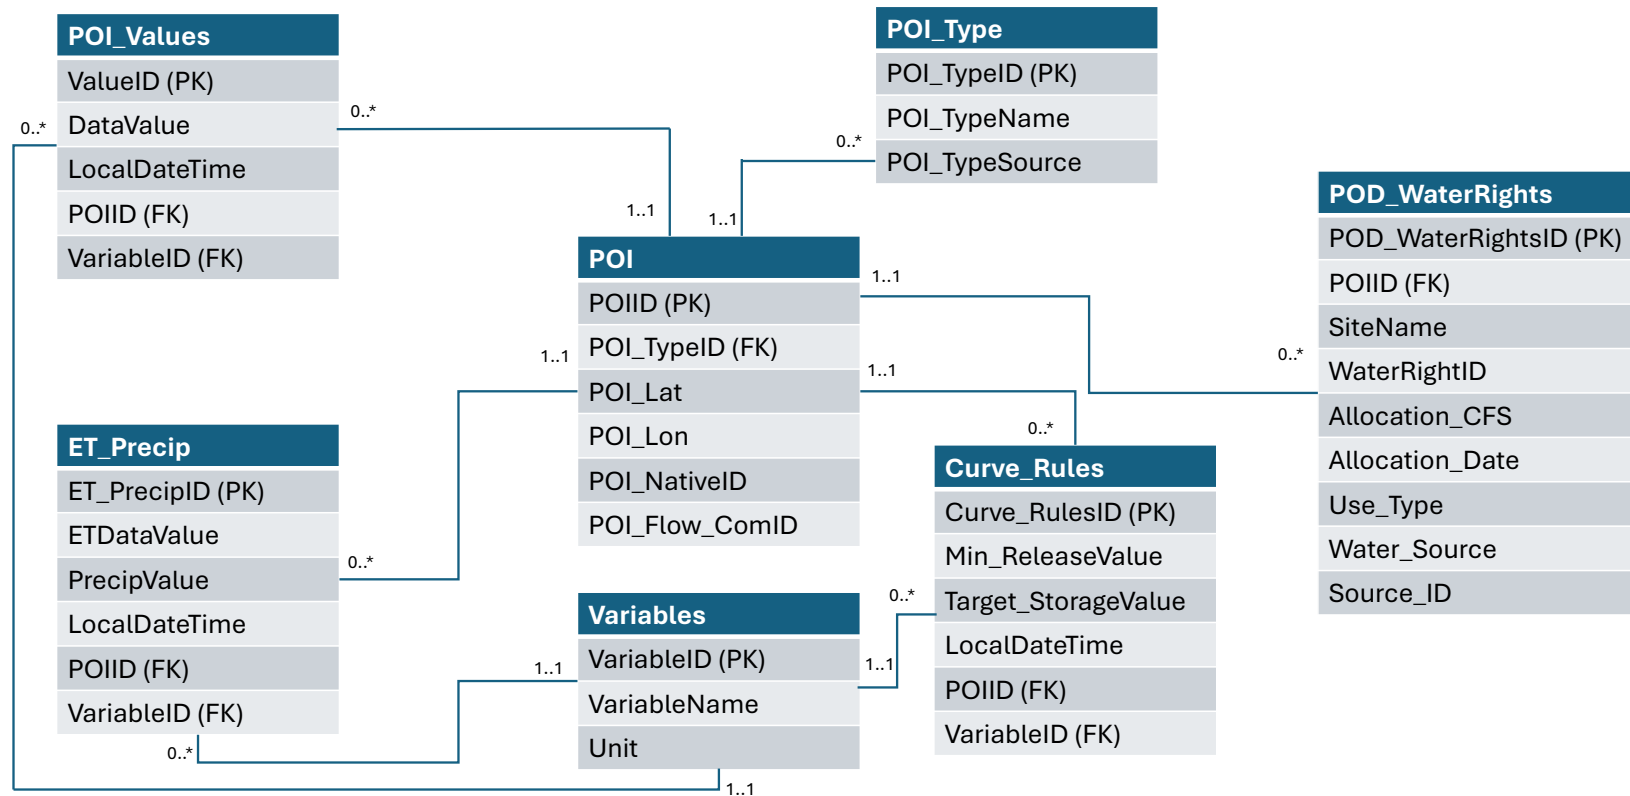 POI_Values
ValueID (PK)
DataValue
LocalDateTime
POIID (FK)
VariableID (FK)
0..*
0..*
1..1
POI_Type
POI_TypeID (PK)
POI_TypeName
POI_TypeSource
0..*
1..1
POI
POIID (PK)
POI_TypeID (FK)
POI_Lat
POI_Lon
POI_NativeID
POI_Flow_ComID
1..1
1..1
1..1
0..*
0..*
POD_WaterRights
POD_WaterRightsID (PK)
POIID (FK)
SiteName
WaterRightID
Allocation_CFS
Allocation_Date
Use_Type
Water_Source
Source_ID
ET_Precip
ET_PrecipID (PK)
ETDataValue
PrecipValue
LocalDateTime
POIID (FK)
VariableID (FK)
0..*
0..*
Variables
VariableID (PK)
VariableName
Unit
1..1
1..1
1..1
0..*
Curve_Rules
Curve_RulesID (PK)
Min_ReleaseValue
Target_StorageValue
LocalDateTime
POIID (FK)
VariableID (FK)